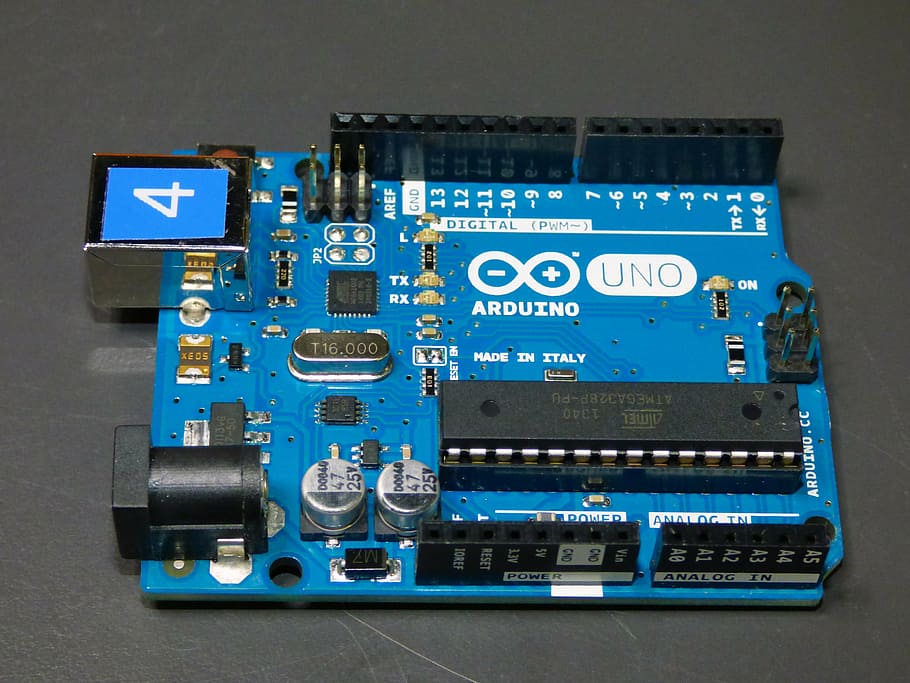 4
AREF
GND
13
12
~11
~10
~9
8
7
~6
~5
4
~3
2
TX→1
RX←0
DIGITAL (PWM~)
JP2
L
TX
RX
ARDUINO
UNO
ON
T16.000
RESET EN
MADE IN ITALY
ATMEL
1340
ATMEGA328P-PU
ARDUINO.CC
47
25V
47
25V
M7
POWER
ANALOG IN
IOREF
RESET
3.3V
5V
GND
GND
Vin
POWER
A0
A1
A2
A3
A4
A5
ANALOG IN